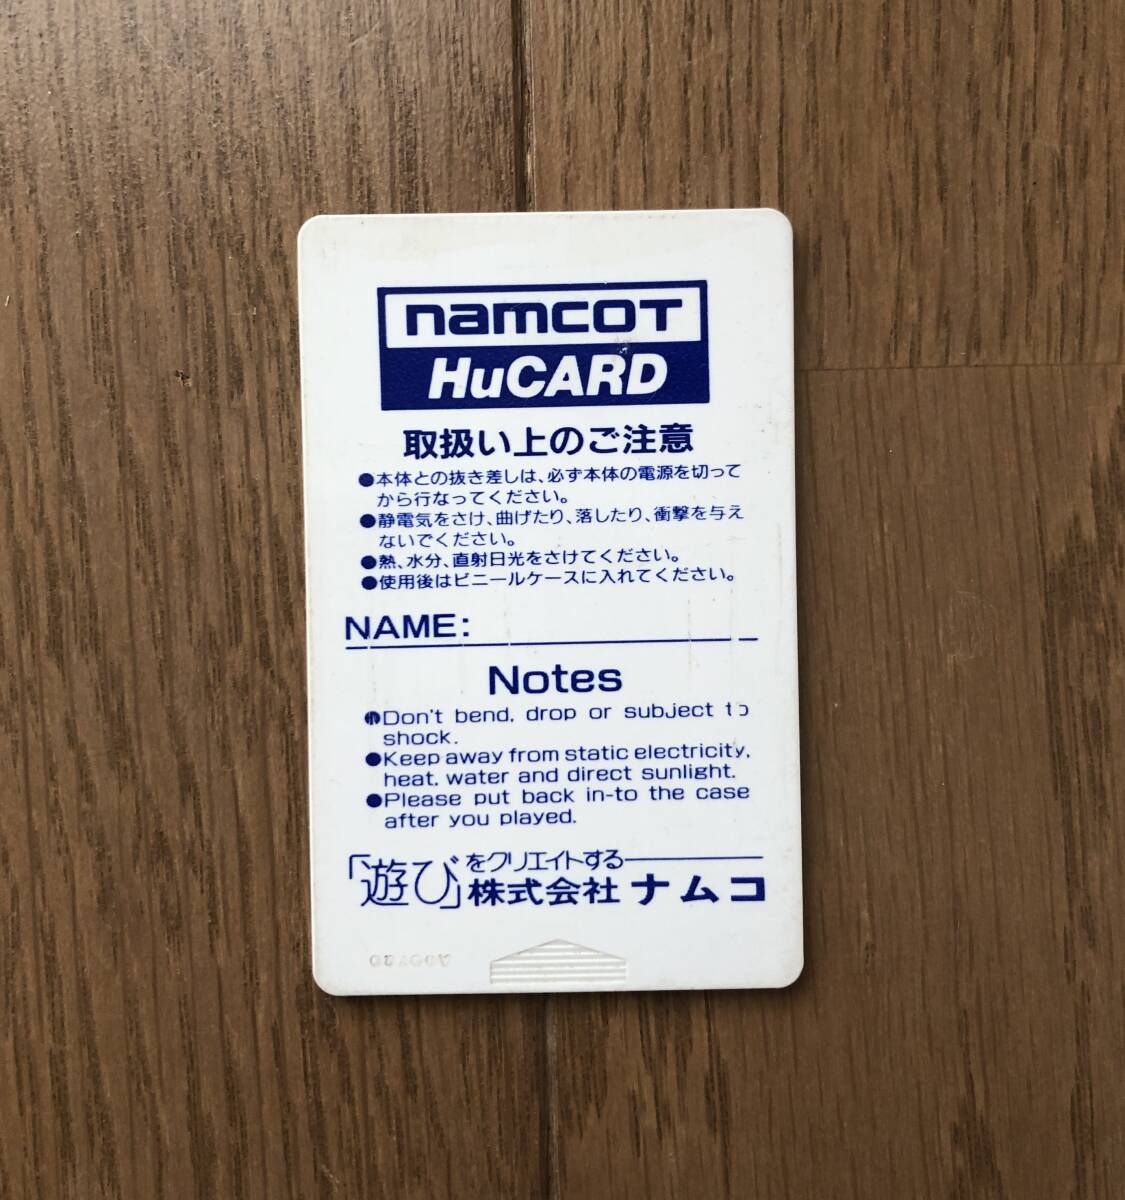 namcoT
HuCARD
取扱い上のご注意
●本体との抜き差しは、必ず本体の電源を切って
から行なってください。
●静電気をさけ、曲げたり、落したり、衝撃を与え
ないでください。
●熱、水分、直射日光をさけてください。
●使用後はビニールケースに入れてください。
NAME:
Notes
●Don't bend, drop or subject to
shock.
●Keep away from static electricity,
heat, water and direct sunlight.
●Please put back in-to the case
after you played.
「遊び」をクリエイトする
株式会社 ナムコ